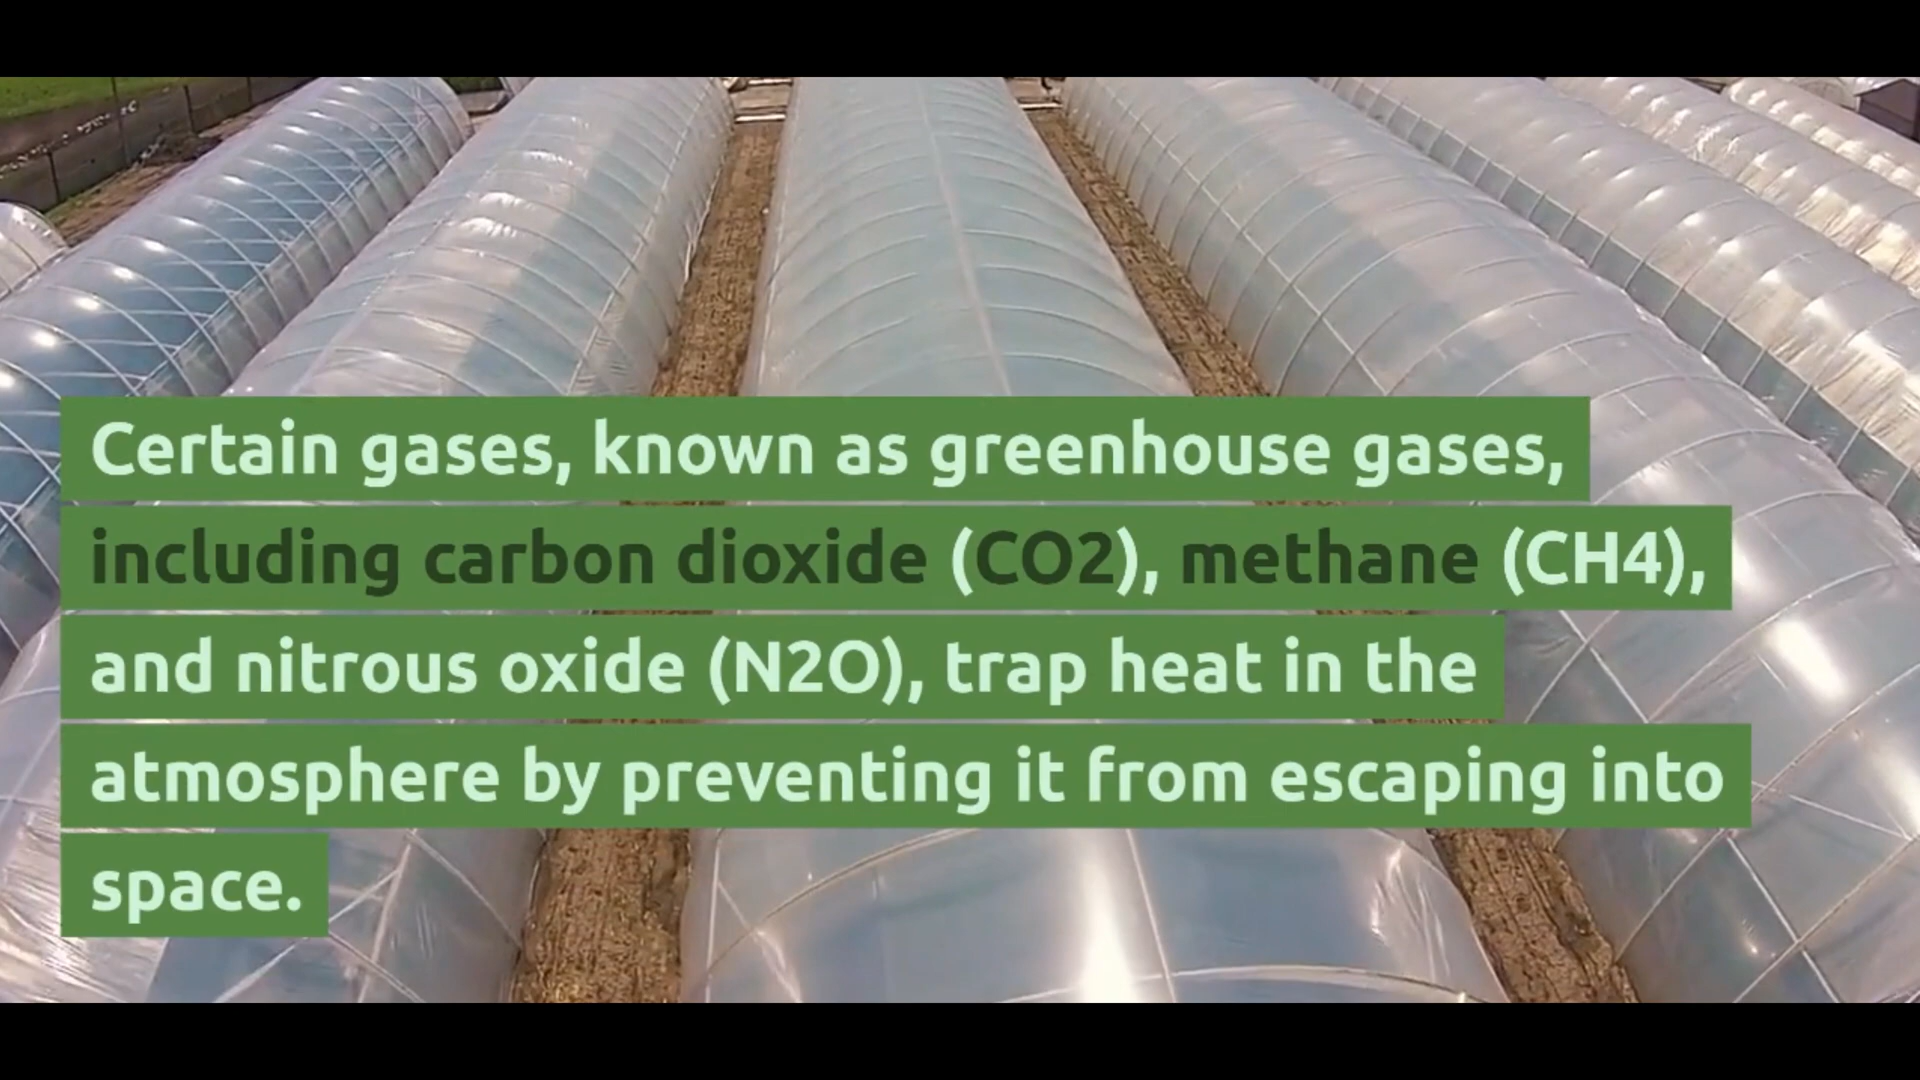 Certain gases, known as greenhouse gases,
including carbon dioxide (CO2), methane (CH4),
and nitrous oxide (N2O), trap heat in the
atmosphere by preventing it from escaping into
space.